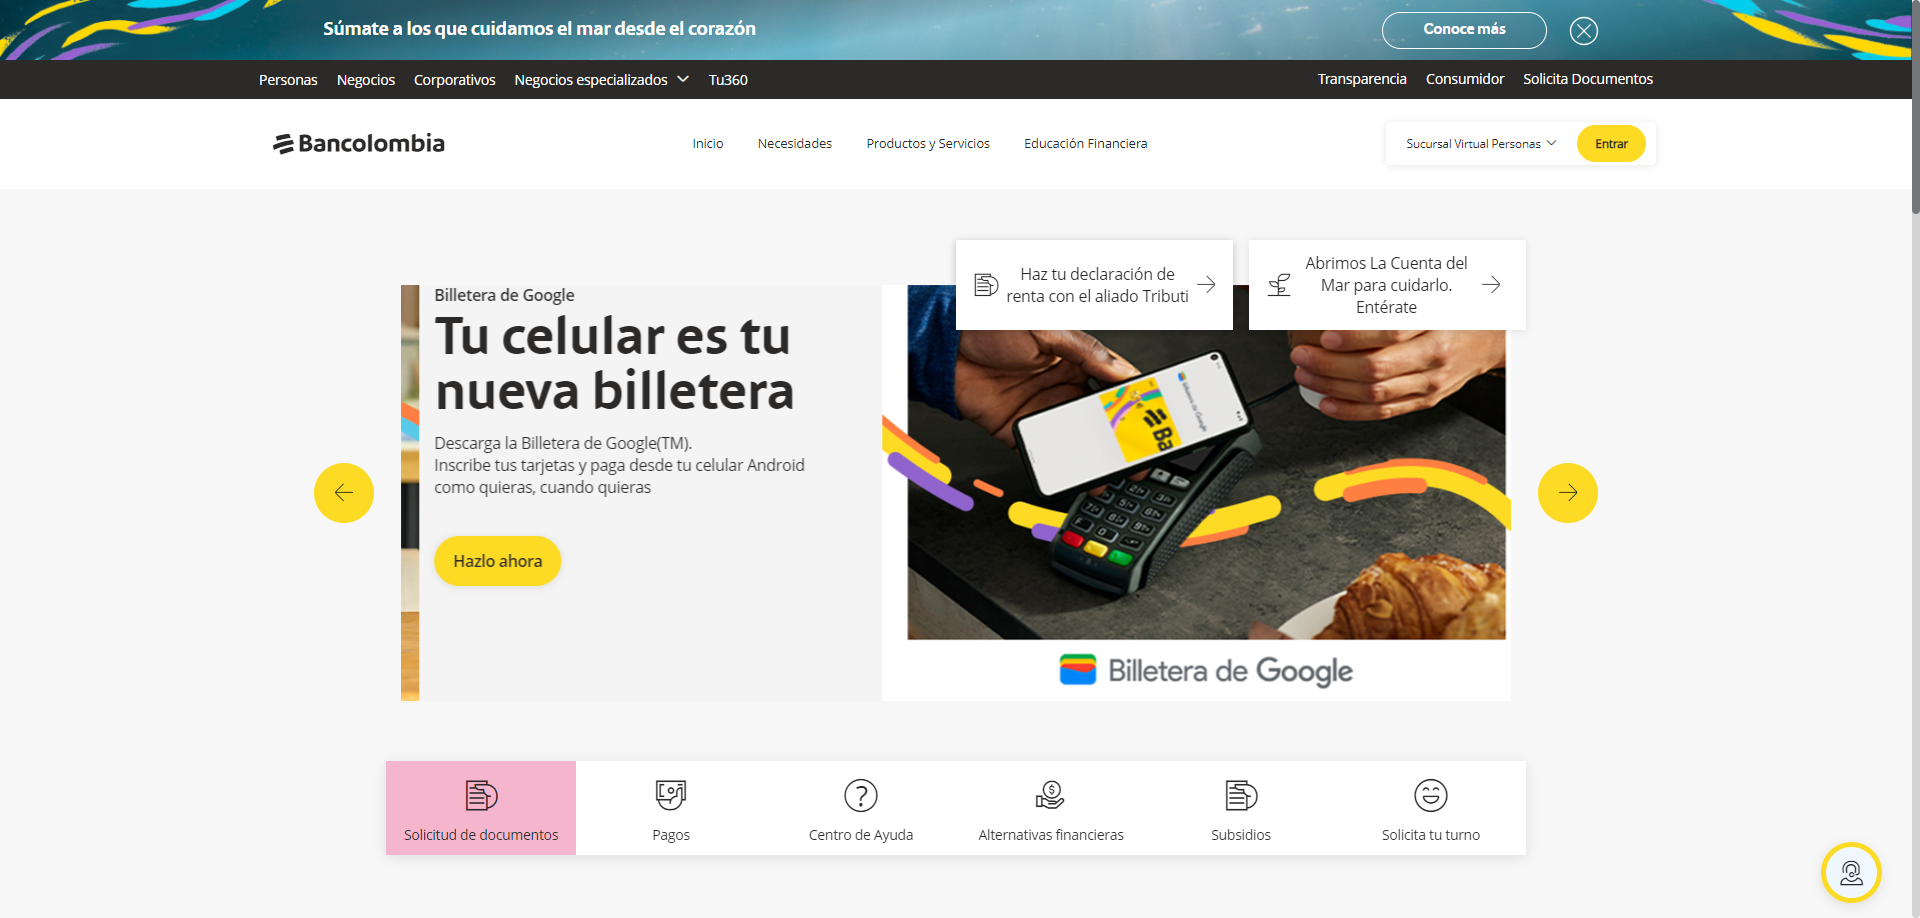 Súmate a los que cuidamos el mar desde el corazón
Conoce más
Personas Negocios Corporativos Negocios especializados Tu360
Transparencia Consumidor Solicita Documentos
Bancolombia
Inicio Necesidades Productos y Servicios Educación Financiera
Sucursal Virtual Personas
Entrar
Haz tu declaración de
renta con el aliado Tributi
Abrimos La Cuenta del
Mar para cuidarlo.
Entérate
Billetera de Google
Tu celular es tu
nueva billetera
Descarga la Billetera de Google(TM).
Inscribe tus tarjetas y paga desde tu celular Android
como quieras, cuando quieras
Hazlo ahora
Billetera de Google
Solicitud de documentos
Pagos
Centro de Ayuda
Alternativas financieras
Subsidios
Solicita tu turno